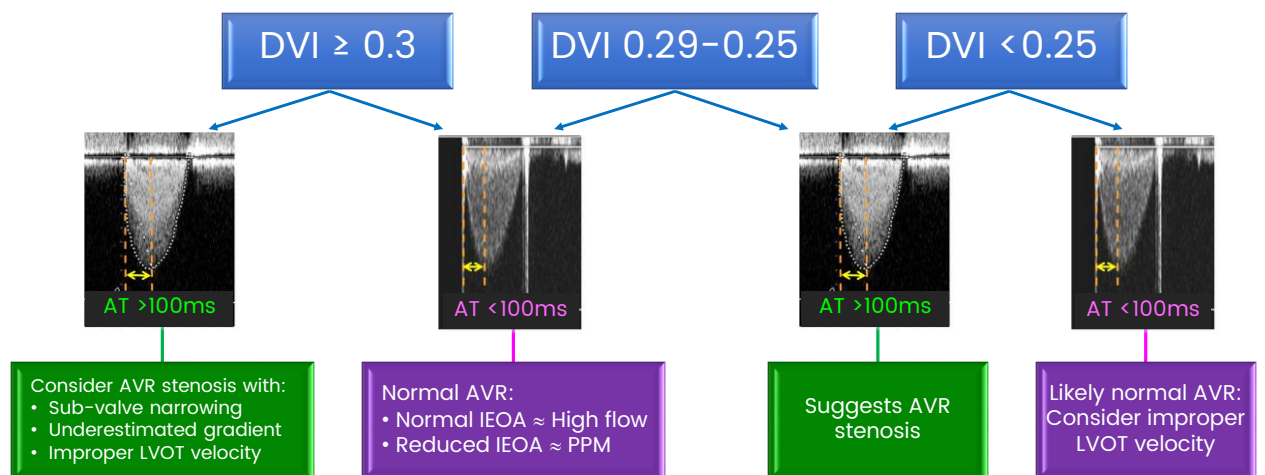 DVI ≥ 0.3
DVI 0.29-0.25
DVI <0.25
AT >100ms
AT <100ms
AT >100ms
AT <100ms
Consider AVR stenosis with:
• Sub-valve narrowing
• Underestimated gradient
• Improper LVOT velocity
Normal AVR:
• Normal IEOA ≈ High flow
• Reduced IEOA ≈ PPM
Suggests AVR
stenosis
Likely normal AVR:
Consider improper
LVOT velocity